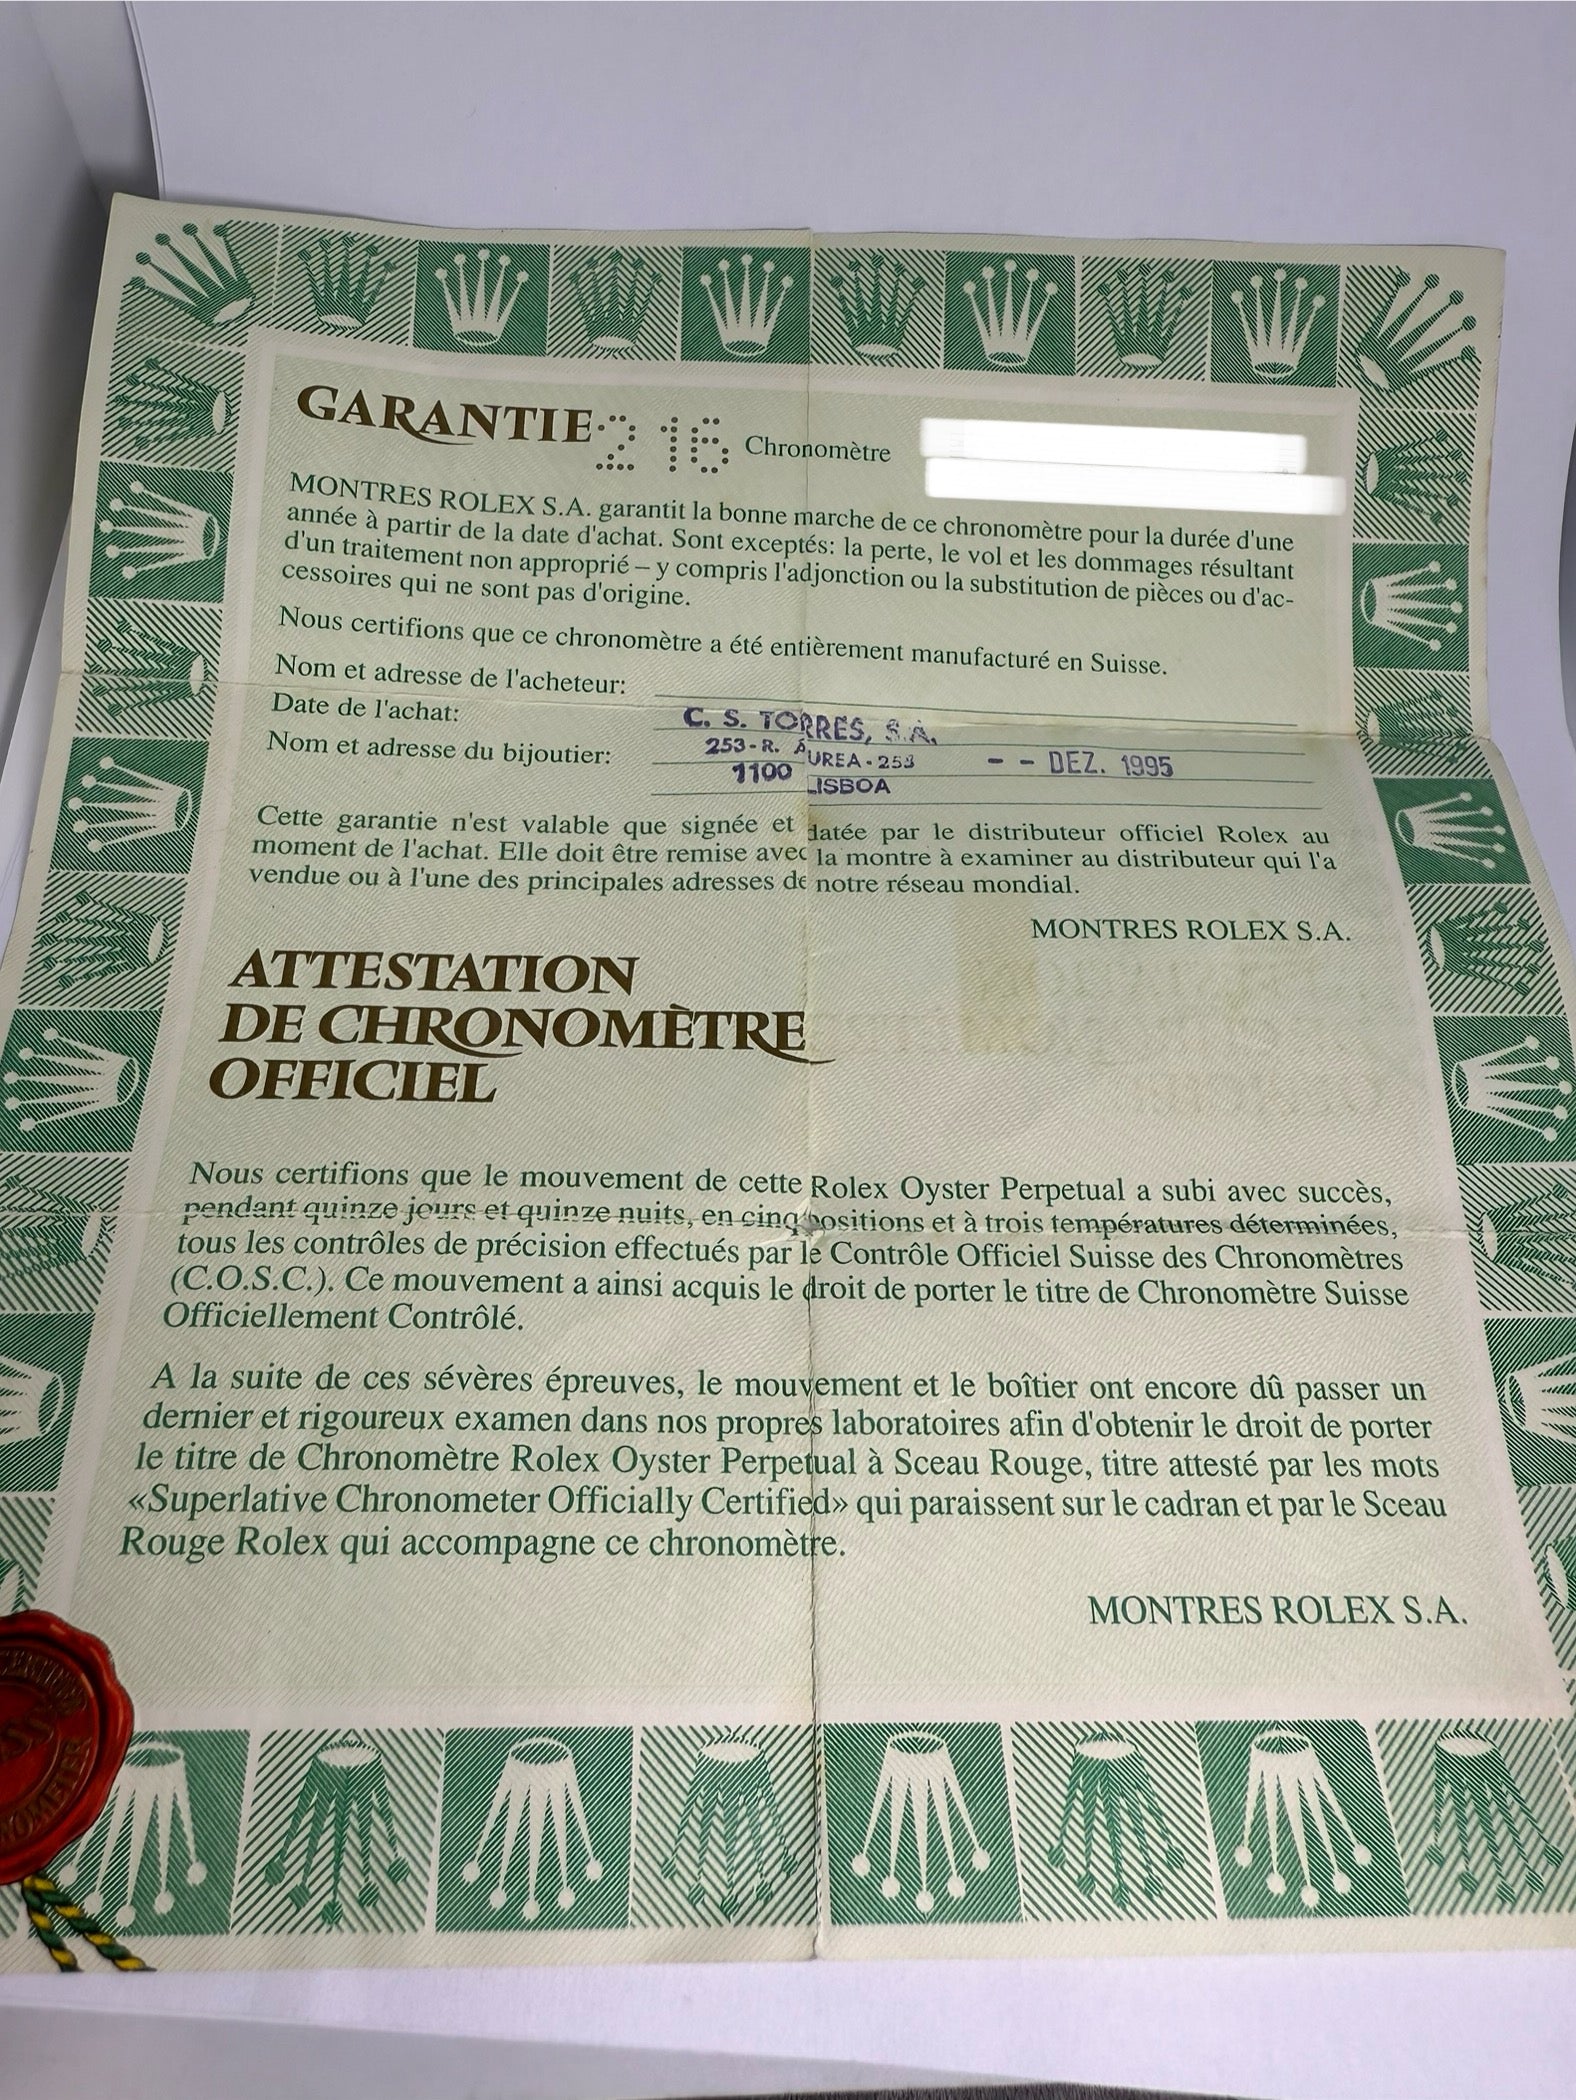 GARANTIE 216 Chronomètre
MONTRES ROLEX S.A. garantit la bonne marche de ce chronomètre pour la durée d'une
année à partir de la date d'achat. Sont exceptés: la perte, le vol et les dommages résultant
d'un traitement non approprié – y compris l'adjonction ou la substitution de pièces ou d'ac-
cessoires qui ne sont pas d'origine.
Nous certifions que ce chronomètre a été entièrement manufacturé en Suisse.
Nom et adresse de l'acheteur:
Date de l'achat:
C. S. TORRES, S.A.
Nom et adresse du bijoutier:
253-R. ÁUREA-253
- - DEZ. 1995
1100 LISBOA
Cette garantie n'est valable que signée et datée par le distributeur officiel Rolex au
moment de l'achat. Elle doit être remise avec la montre à examiner au distributeur qui l'a
vendue ou à l'une des principales adresses de notre réseau mondial.
MONTRES ROLEX S.A.
ATTESTATION
DE CHRONOMÈTRE
OFFICIEL
Nous certifions que le mouvement de cette Rolex Oyster Perpetual a subi avec succès,
pendant quinze jours et quinze nuits, en cinq positions et à trois températures déterminées,
tous les contrôles de précision effectués par le Contrôle Officiel Suisse des Chronomètres
(C.O.S.C.). Ce mouvement a ainsi acquis le droit de porter le titre de Chronomètre Suisse
Officiellement Contrôlé.
A la suite de ces sévères épreuves, le mouvement et le boîtier ont encore dû passer un
dernier et rigoureux examen dans nos propres laboratoires afin d'obtenir le droit de porter
le titre de Chronomètre Rolex Oyster Perpetual à Sceau Rouge, titre attesté par les mots
«Superlative Chronometer Officially Certified» qui paraissent sur le cadran et par le Sceau
Rouge Rolex qui accompagne ce chronomètre.
MONTRES ROLEX S.A.